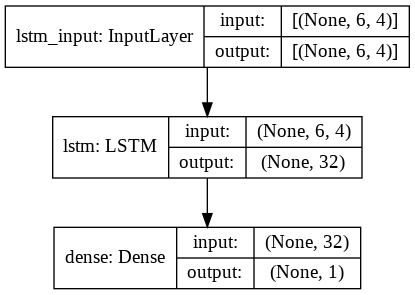 lstm_input: InputLayer
input: [(None, 6, 4)]
output: [(None, 6, 4)]
lstm: LSTM
input: (None, 6, 4)
output: (None, 32)
dense: Dense
input: (None, 32)
output: (None, 1)